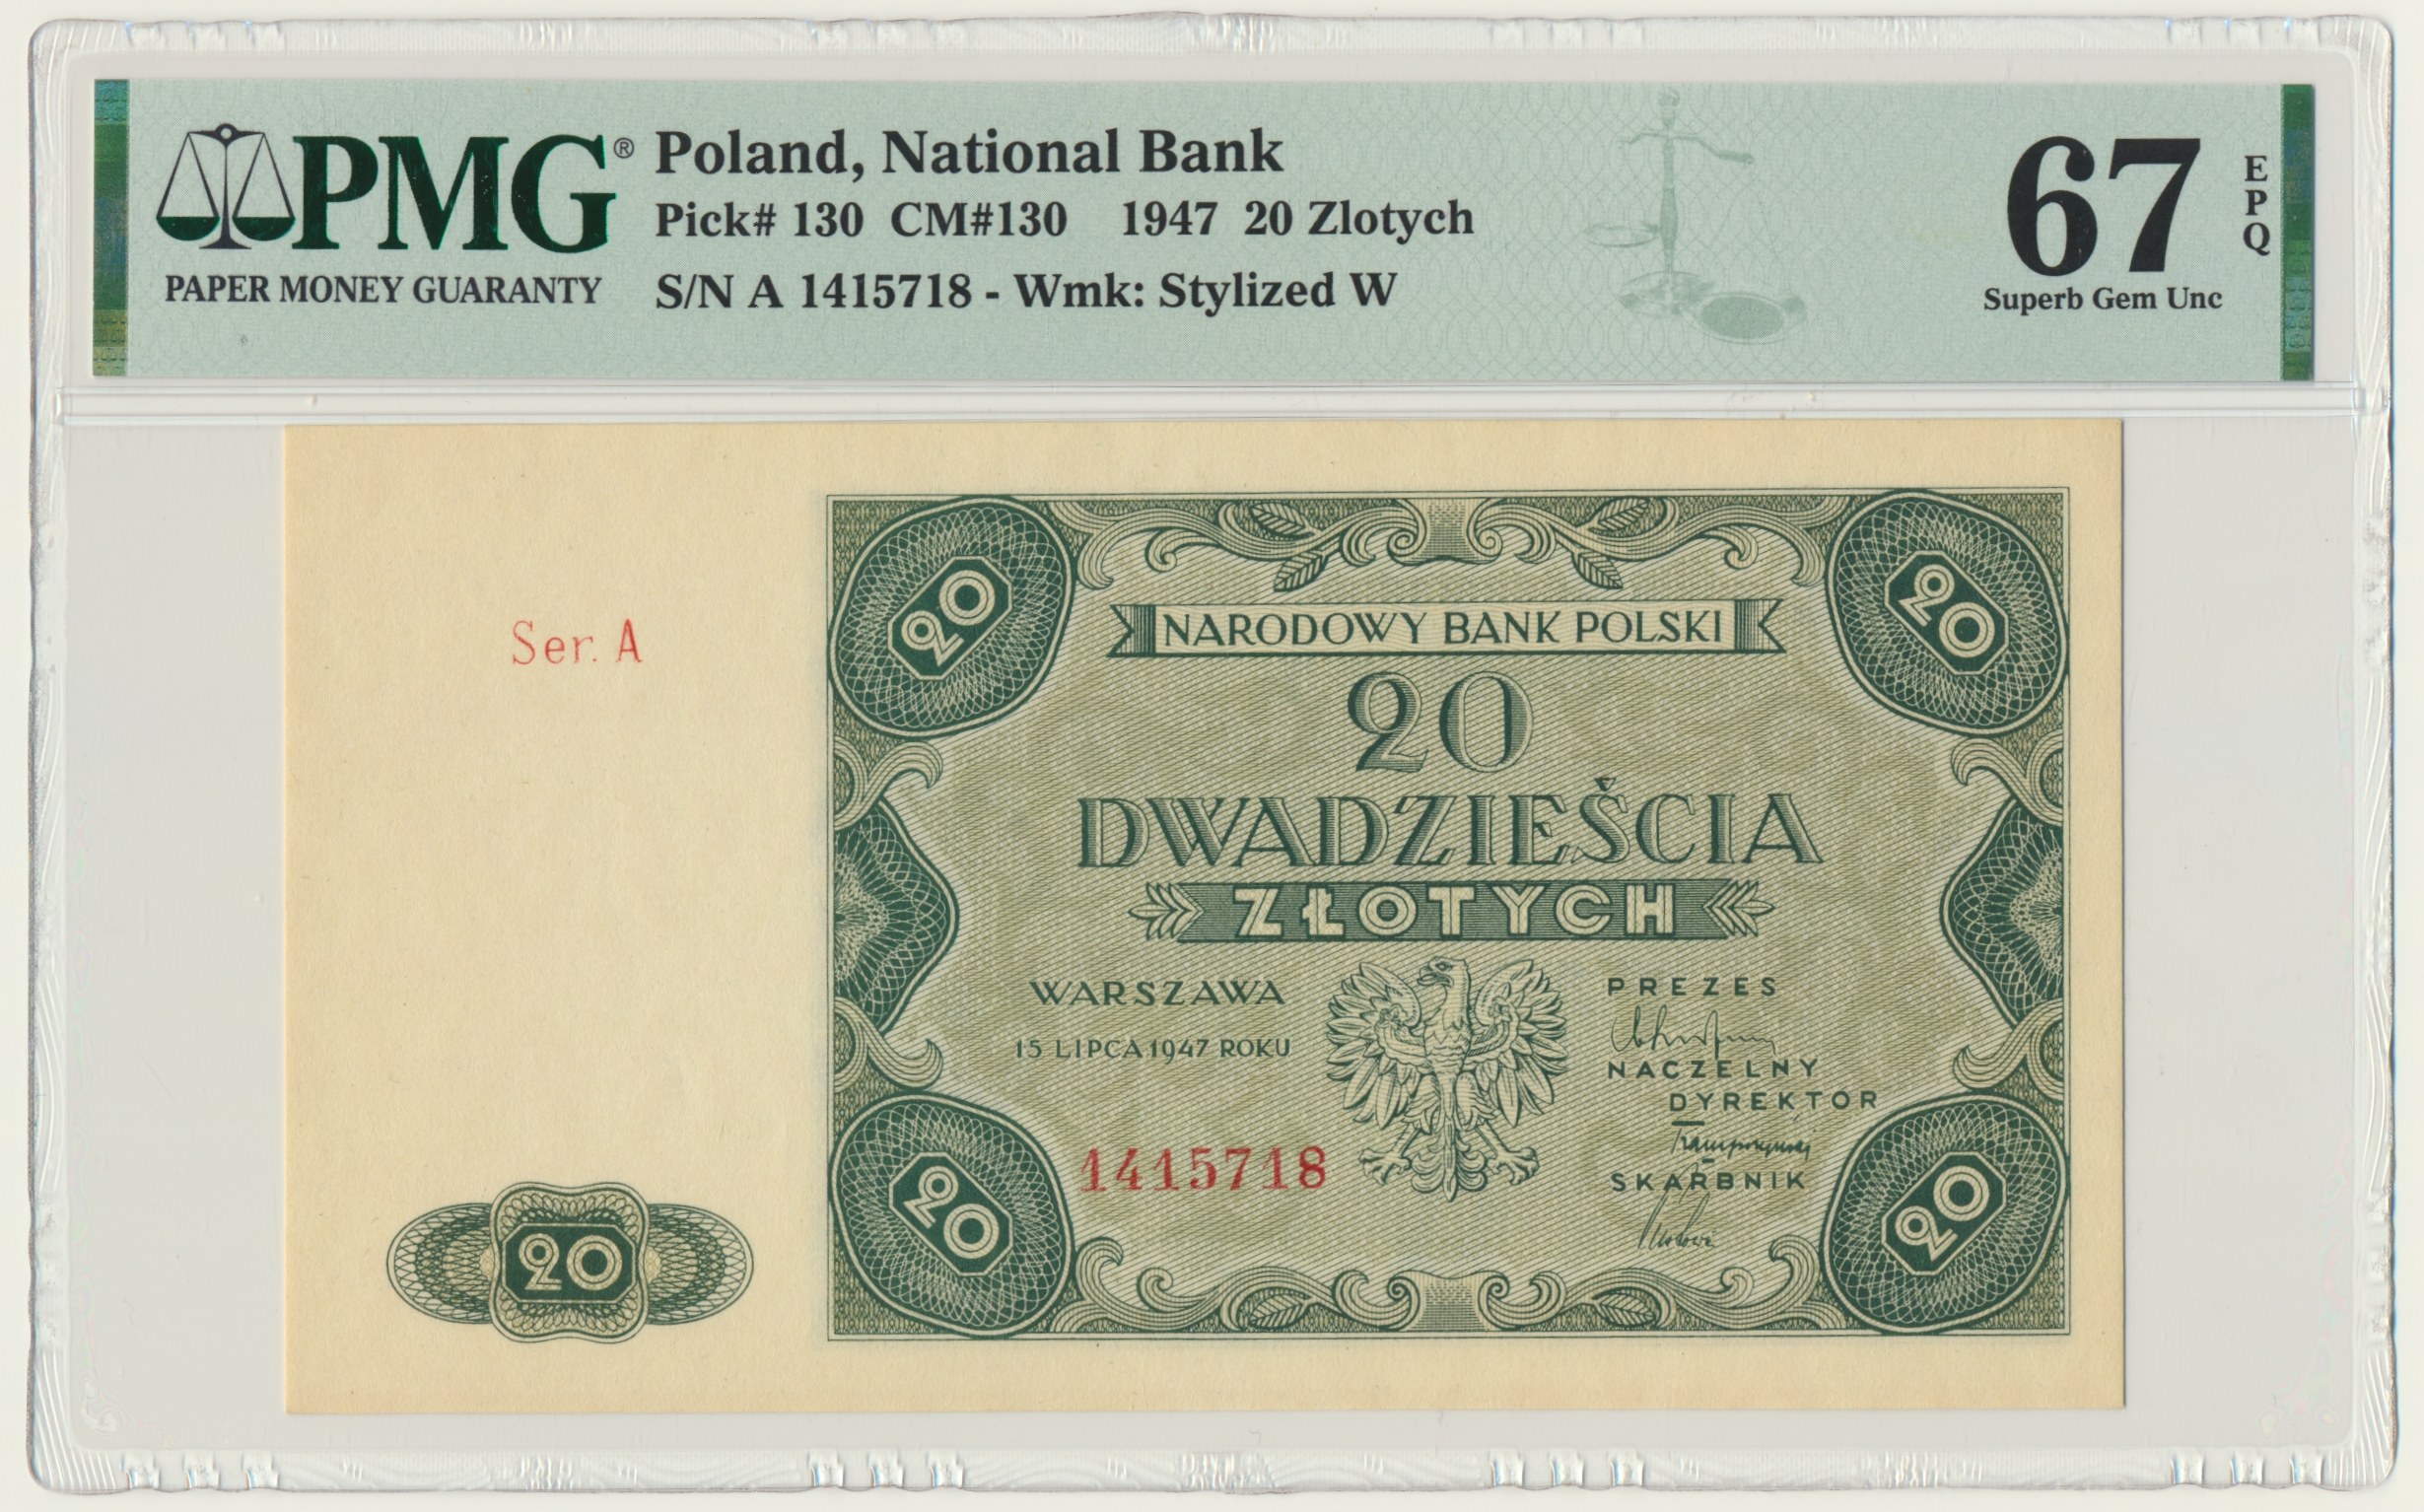 PMG®
PAPER MONEY GUARANTY
Poland, National Bank
Pick# 130 CM#130 1947 20 Zlotych
S/N A 1415718 - Wmk: Stylized W
67
EPQ
Superb Gem Unc
20
20
Ser. A
NARODOWY BANK POLSKI
20
DWADZIEŚCIA
ZŁOTYCH
WARSZAWA
15 LIPCA 1947 ROKU
PREZES
NACZELNY
DYREKTOR
SKARBNIK
1415718
20
20
20